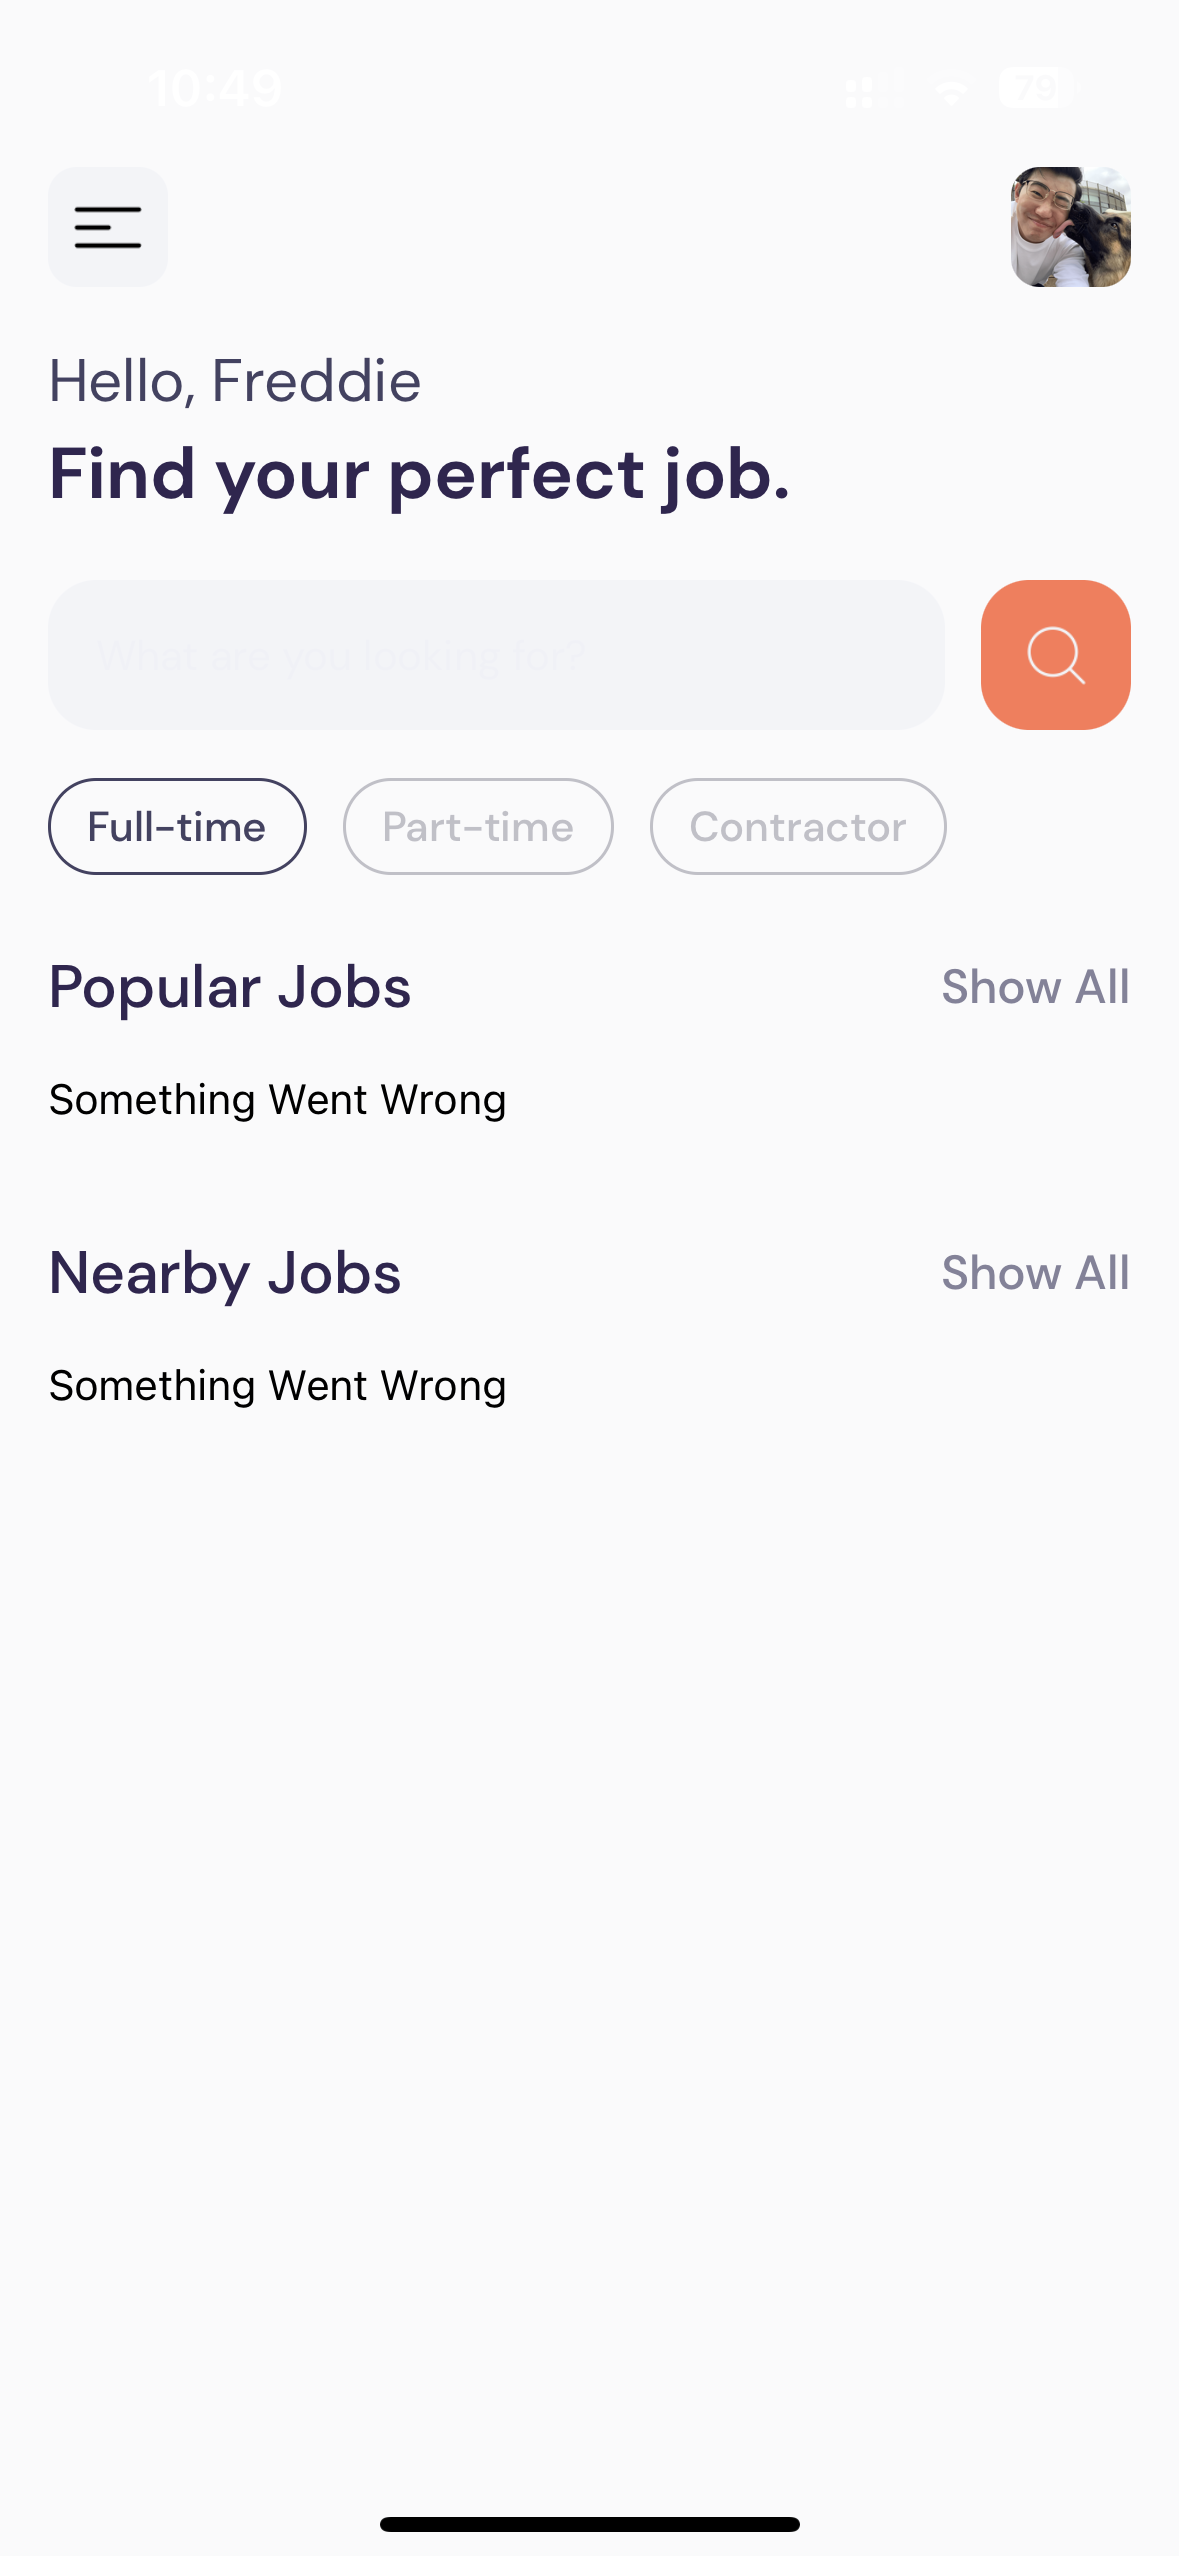 10:49
79
Hello, Freddie
Find your perfect job.
What are you looking for?
Full-time
Part-time
Contractor
Popular Jobs
Show All
Something Went Wrong
Nearby Jobs
Show All
Something Went Wrong